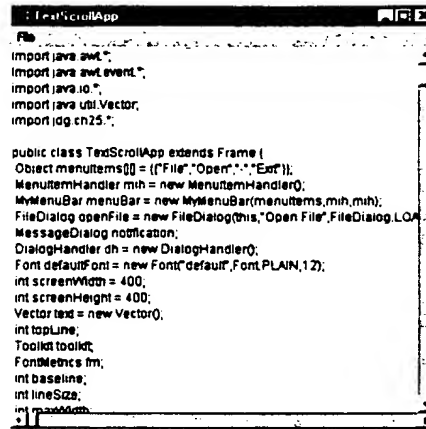 TextScrollApp
File
import java.awt.*;
import java.awt.event.*;
import java.io.*;
import java.util.Vector;
import jdg.ch25.*;
public class TextScrollApp extends Frame {
Object menuItems[][] = {{"File","Open","-","Exit"}};
MenuItemHandler mih = new MenuItemHandler();
MyMenuBar menuBar = new MyMenuBar(menuItems,mih,mih);
FileDialog openFile = new FileDialog(this,"Open File",FileDialog.LOA
MessageDialog notification;
DialogHandler dh = new DialogHandler();
Font defaultFont = new Font("default",Font.PLAIN,12);
int screenWidth = 400;
int screenHeight = 400;
Vector text = new Vector();
int topLine;
Toolkit toolkit;
FontMetrics fm;
int baseline;
int lineSize;
int maxWidth;